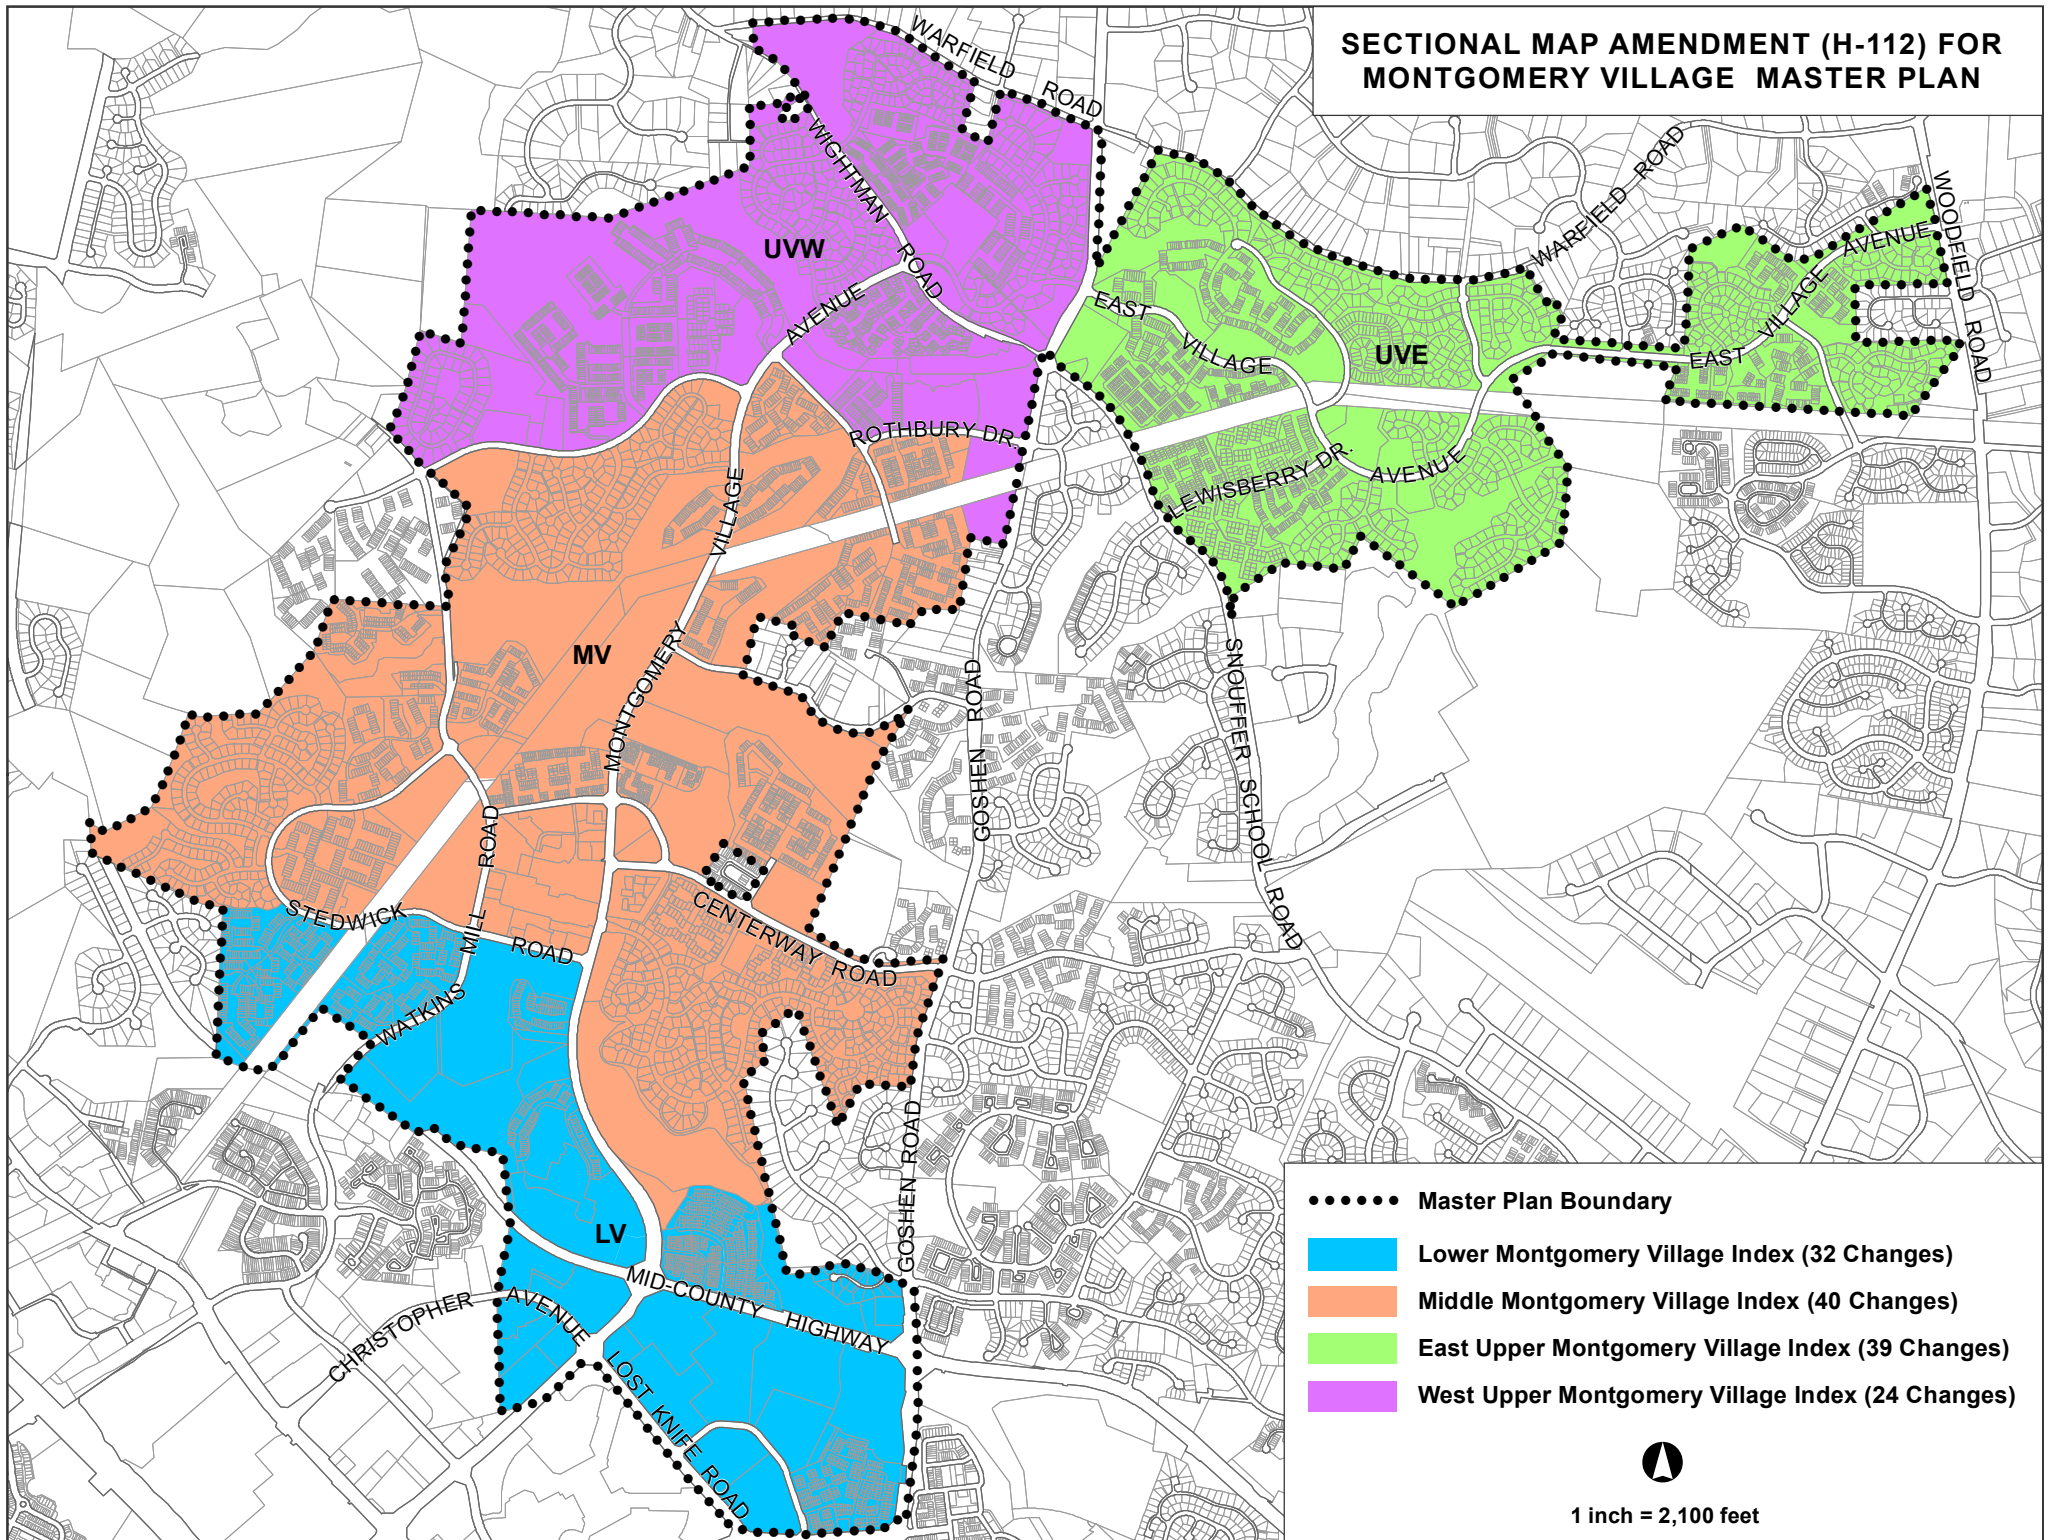 SECTIONAL MAP AMENDMENT (H-112) FOR
MONTGOMERY VILLAGE MASTER PLAN
WARFIELD ROAD
WIGHTMAN ROAD
WARFIELD ROAD
WOODFIELD ROAD
UVW
AVENUE
EAST VILLAGE
UVE
EAST VILLAGE AVENUE
ROTHBURY DR.
LEWISBERRY DR.
AVENUE
MONTGOMERY VILLAGE
MV
GOSHEN ROAD
SNOUFFER SCHOOL ROAD
STEDWICK ROAD
WATKINS MILL ROAD
CENTERWAY ROAD
GOSHEN ROAD
LV
MID-COUNTY HIGHWAY
CHRISTOPHER AVENUE
LOST KNIFE ROAD
Master Plan Boundary
Lower Montgomery Village Index (32 Changes)
Middle Montgomery Village Index (40 Changes)
East Upper Montgomery Village Index (39 Changes)
West Upper Montgomery Village Index (24 Changes)
1 inch = 2,100 feet